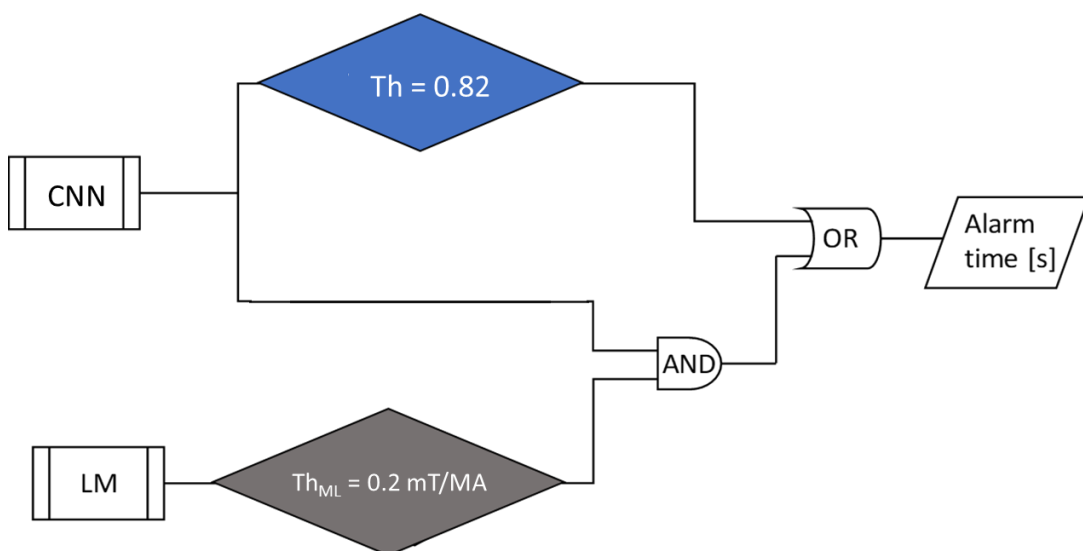 Th = 0.82
CNN
OR
Alarm
time [s]
AND
LM
Th_ML = 0.2 mT/MA